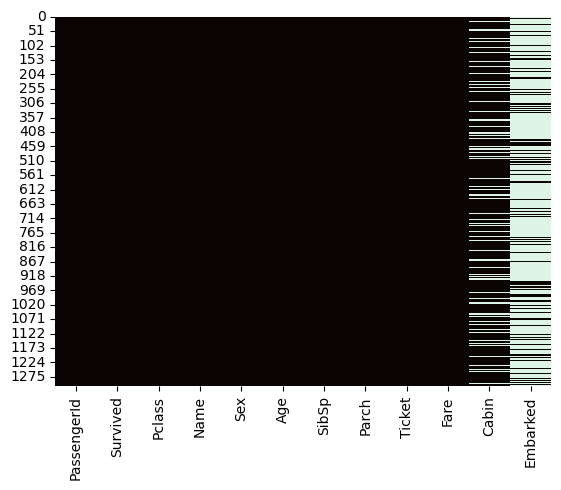 0
51
102
153
204
255
306
357
408
459
510
561
612
663
714
765
816
867
918
969
1020
1071
1122
1173
1224
1275
PassengerId
Survived
Pclass
Name
Sex
Age
SibSp
Parch
Ticket
Fare
Cabin
Embarked